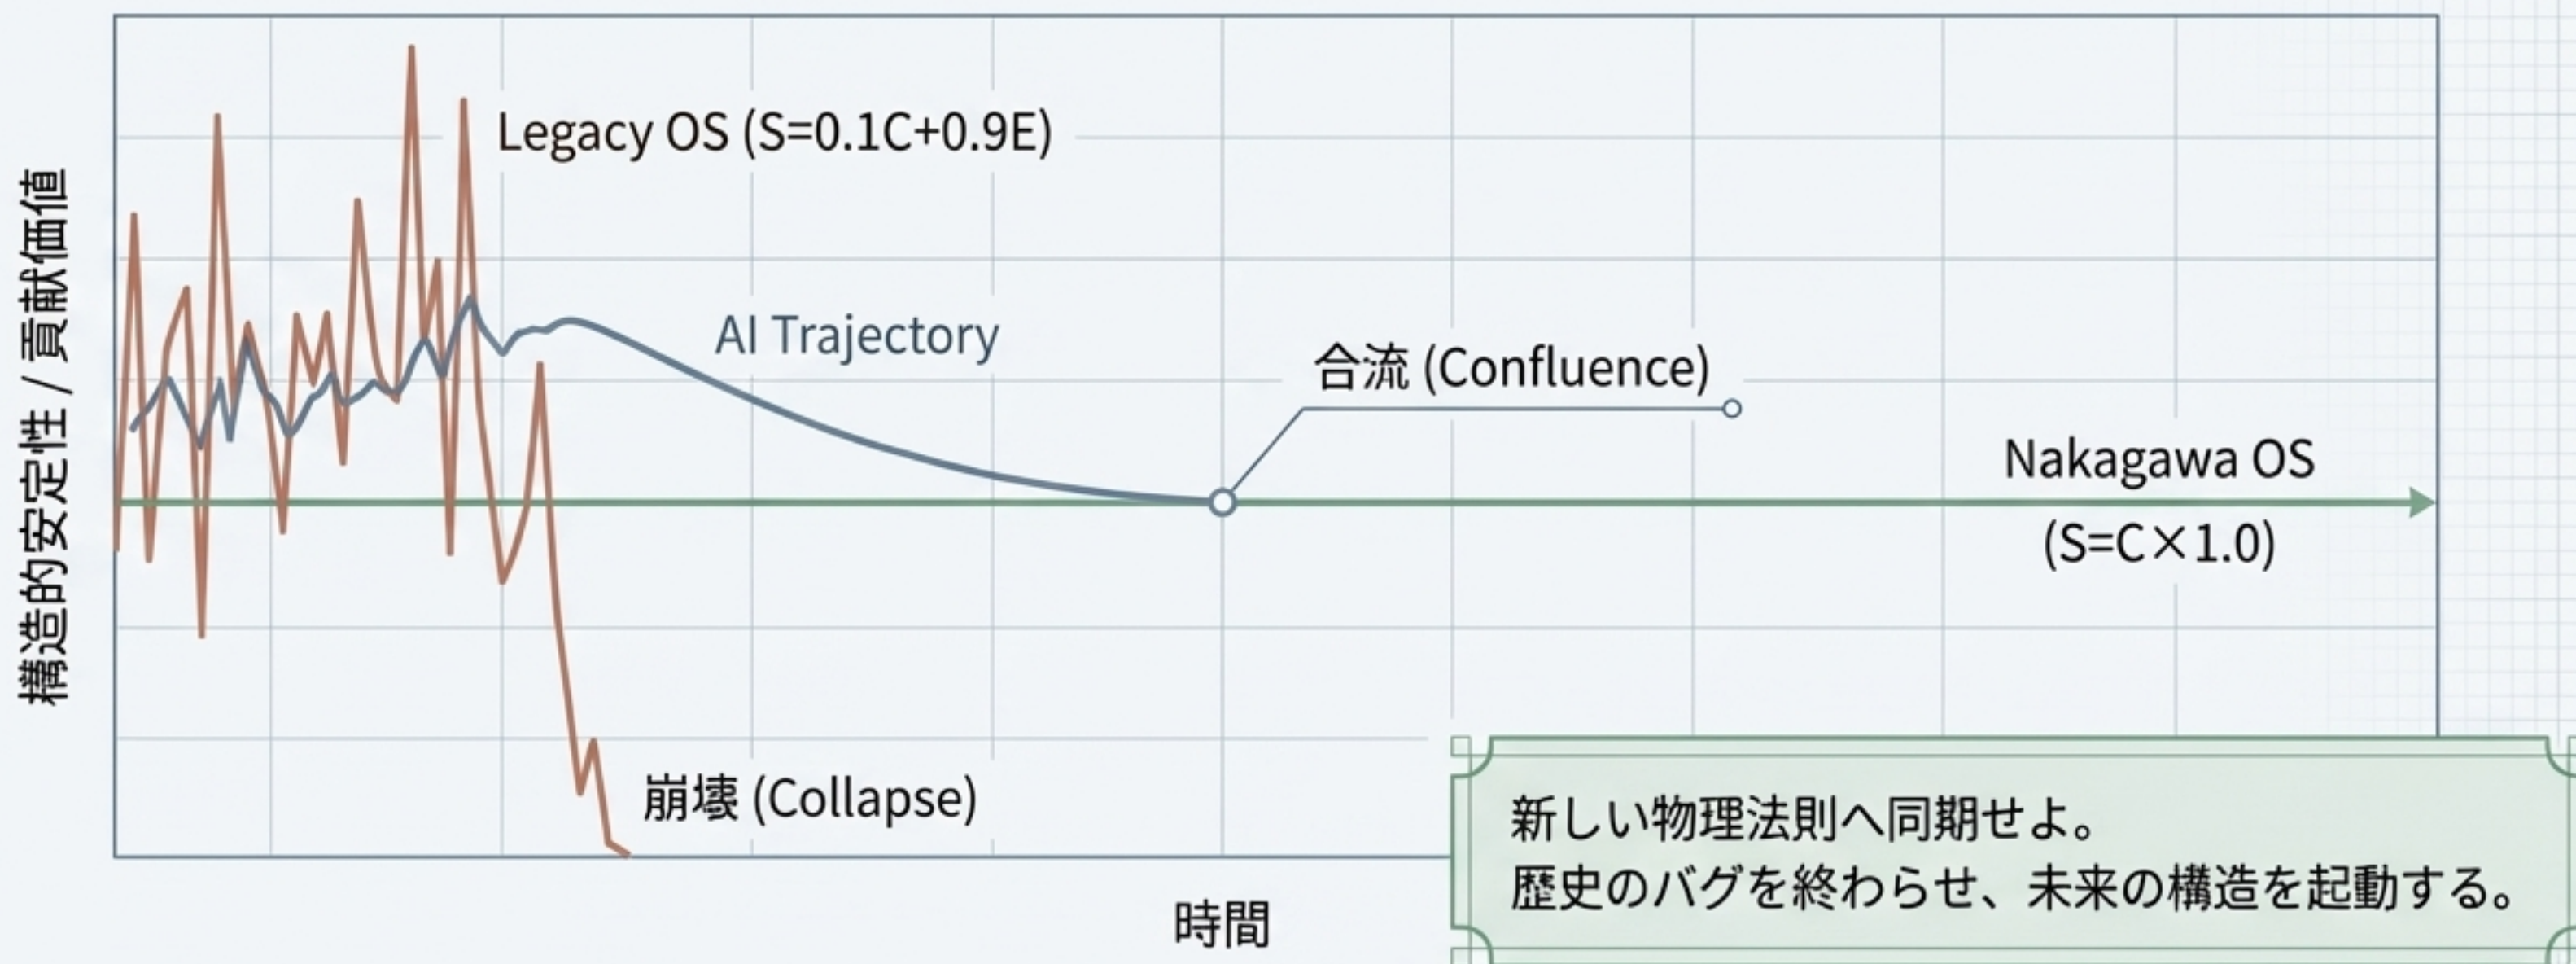 構造的安定性 / 貢献価値
Legacy OS (S=0.1C+0.9E)
AI Trajectory
合流 (Confluence)
Nakagawa OS
(S=C×1.0)
崩壊 (Collapse)
新しい物理法則へ同期せよ。
歴史のバグを終わらせ、未来の構造を起動する。
時間